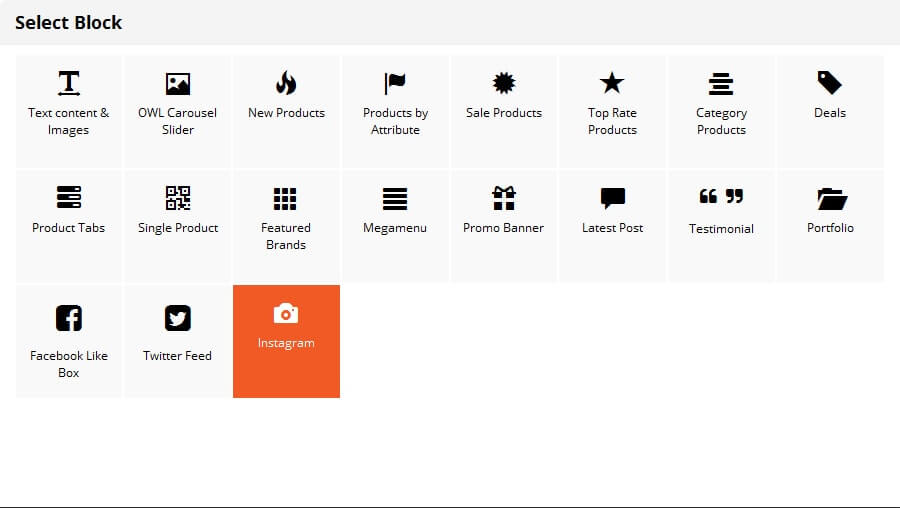 Select Block
Text content &
Images
OWL Carousel
Slider
New Products
Products by
Attribute
Sale Products
Top Rate
Products
Category
Products
Deals
Product Tabs
Single Product
Featured
Brands
Megamenu
Promo Banner
Latest Post
Testimonial
Portfolio
Facebook Like
Box
Twitter Feed
Instagram